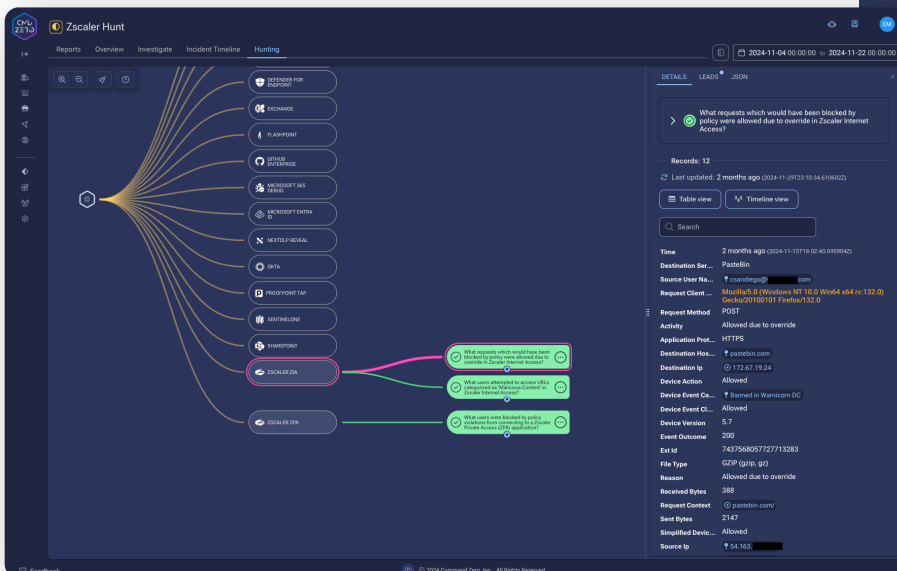 CMD
ZERO
Zscaler Hunt
EM
Reports Overview Investigate Incident Timeline Hunting
2024-11-04 00:00:00 to 2024-11-22 00:00:00
DEFENDER FOR
ENDPOINT
EXCHANGE
FLASHPOINT
GITHUB
ENTERPRISE
MICROSOFT 365
DEBUG
MICROSOFT ENTRA
ID
NEXTDLP REVEAL
OKTA
PROOFPOINT TAP
SENTINELONE
SHAREPOINT
ZSCALER ZIA
ZSCALER ZPA
What requests which would have been
blocked by policy were allowed due to
override in Zscaler Internet Access?
What users attempted to access URLs
categorized as 'Malicious Content' in
Zscaler Internet Access?
What users were blocked by policy
violations from connecting to a Zscaler
Private Access (ZPA) application?
DETAILS LEADS JSON
What requests which would have been blocked by
policy were allowed due to override in Zscaler Internet
Access?
Records: 12
Last updated: 2 months ago (2024-11-29T23:10:34.610602Z)
Table view Timeline view
Search
Time 2 months ago (2024-11-15T18:02:40.095904Z)
Destination Ser... PasteBin
Source User Na... csandiego@ com
Request Client ... Mozilla/5.0 (Windows NT 10.0 Win64 x64 rv:132.0)
Gecko/20100101 Firefox/132.0
Request Method POST
Activity Allowed due to override
Application Prot... HTTPS
Destination Hos... pastebin.com
Destination Ip 172.67.19.24
Device Action Allowed
Device Event Ca... Banned in Warnicorn DC
Device Event Cl... Allowed
Device Version 5.7
Event Outcome 200
Ext Id 7437568057727713283
File Type GZIP (gzip, gz)
Reason Allowed due to override
Received Bytes 388
Request Context pastebin.com/
Sent Bytes 2147
Simplified Devic... Allowed
Source Ip 54.163.
Feedback
© 2024 Command Zero, Inc. All Rights Reserved.